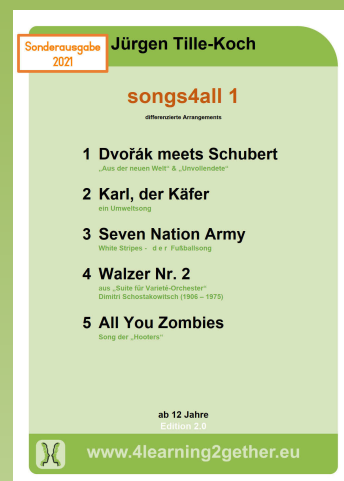 Sonderausgabe
2021
Jürgen Tille-Koch
songs4all 1
differenzierte Arrangements
1 Dvořák meets Schubert
„Aus der neuen Welt“ & „Unvollendete“
2 Karl, der Käfer
ein Umweltsong
3 Seven Nation Army
White Stripes - d e r Fußballsong
4 Walzer Nr. 2
aus „Suite für Varieté-Orchester“
Dimitri Schostakowitsch (1906 – 1975)
5 All You Zombies
Song der „Hooters“
ab 12 Jahre
Edition 2.0
www.4learning2gether.eu